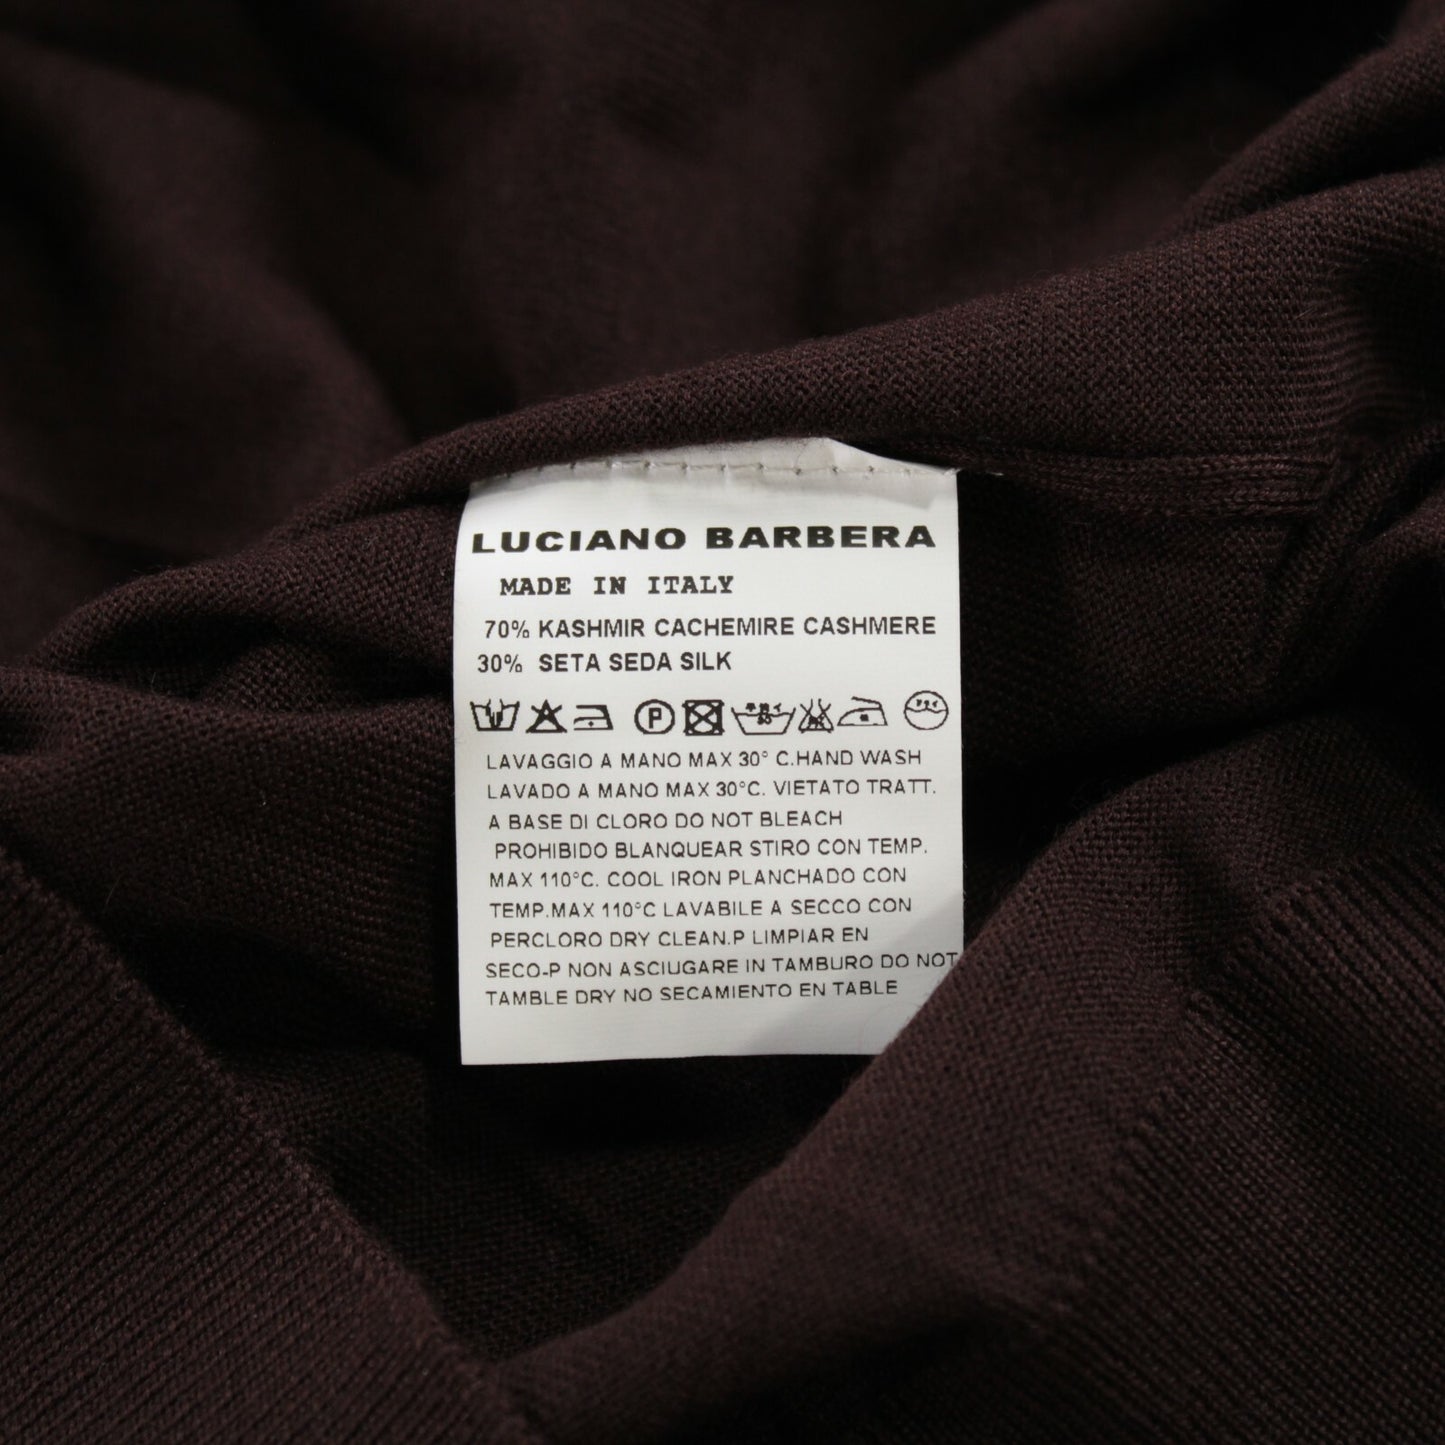 LUCIANO BARBERA
MADE IN ITALY
70% KASHMIR CACHEMIRE CASHMERE
30% SETA SEDA SILK
P
LAVAGGIO A MANO MAX 30° C.HAND WASH
LAVADO A MANO MAX 30°C. VIETATO TRATT.
A BASE DI CLORO DO NOT BLEACH
PROHIBIDO BLANQUEAR STIRO CON TEMP.
MAX 110°C. COOL IRON PLANCHADO CON
TEMP.MAX 110°C LAVABILE A SECCO CON
PERCLORO DRY CLEAN.P LIMPIAR EN
SECO-P NON ASCIUGARE IN TAMBURO DO NOT
TAMBLE DRY NO SECAMIENTO EN TABLE